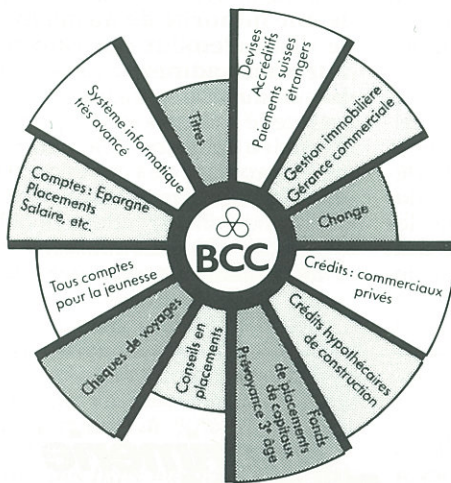 Devises
Accréditifs
Paiements suisses
étrangers
Gestion immobilière
Gérance commerciale
Change
Crédits : commerciaux
privés
Crédits hypothécaires
de construction
Fonds
de placements
de capitaux
Prévoyance 3e âge
Conseils en
placements
Chèques de voyages
Tous comptes
pour la jeunesse
Comptes : Epargne
Placements
Salaire, etc.
Système informatique
très avancé
Titres
BCC